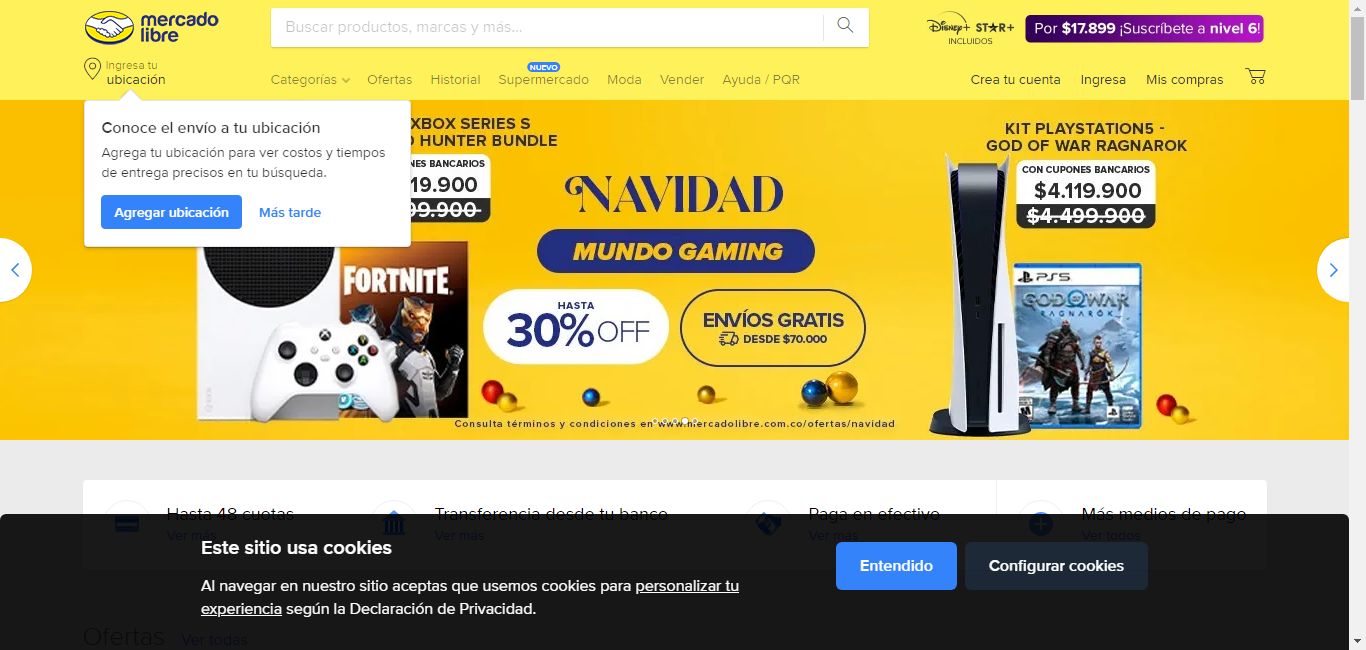 mercado
libre
Buscar productos, marcas y más...
Disney+ STAR+
INCLUIDOS
Por $17.899 ¡Suscríbete a nivel 6!
Ingresa tu
ubicación
Categorías
Ofertas
Historial
NUEVO
Supermercado
Moda
Vender
Ayuda / PQR
Crea tu cuenta
Ingresa
Mis compras
Conoce el envío a tu ubicación
Agrega tu ubicación para ver costos y tiempos
de entrega precisos en tu búsqueda.
Agregar ubicación
Más tarde
XBOX SERIES S
HUNTER BUNDLE
BANCARIOS
19.900
99.900
FORTNITE
NAVIDAD
MUNDO GAMING
HASTA
30% OFF
ENVÍOS GRATIS
DESDE $70.000
KIT PLAYSTATION5 -
GOD OF WAR RAGNAROK
CON CUPONES BANCARIOS
$4.119.900
$4.499.900
PS5
GOD OF WAR
RAGNARÖK
Consulta términos y condiciones en www.mercadolibre.com.co/ofertas/navidad
Hasta 48 cuotas
Ver más
Transferencia desde tu banco
Ver más
Paga en efectivo
Ver más
Más medios de pago
Ver todos
Este sitio usa cookies
Al navegar en nuestro sitio aceptas que usemos cookies para personalizar tu
experiencia según la Declaración de Privacidad.
Entendido
Configurar cookies
Ofertas
Ver todas